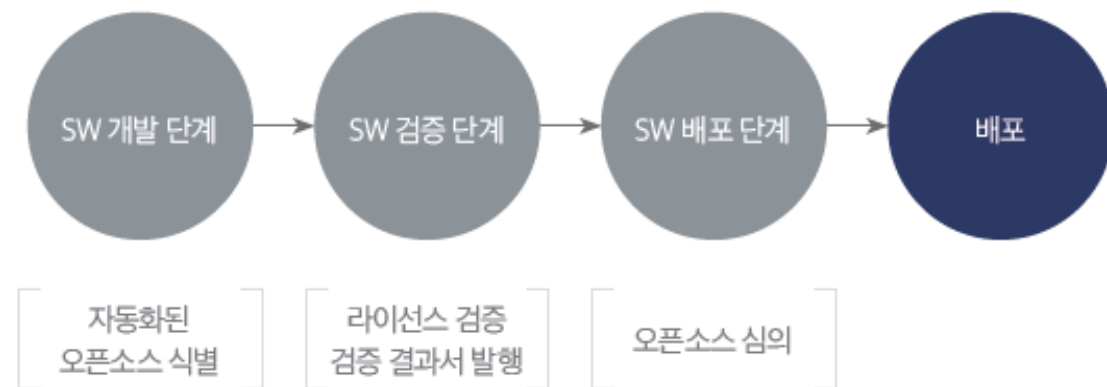 SW 개발 단계
SW 검증 단계
SW 배포 단계
배포
자동화된
오픈소스 식별
라이선스 검증
검증 결과서 발행
오픈소스 심의